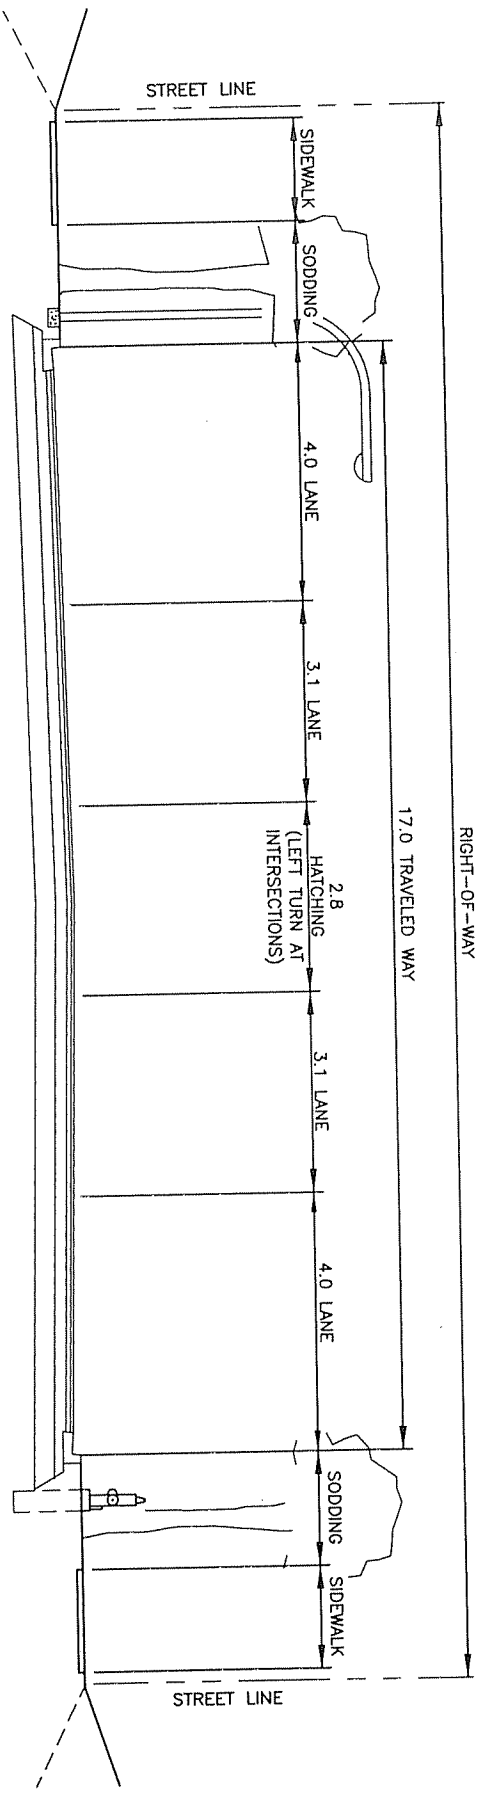 RIGHT-OF-WAY
17.0 TRAVELED WAY
STREET LINE
SIDEWALK
SODDING
4.0 LANE
3.1 LANE
2.8
HATCHING
(LEFT TURN AT
INTERSECTIONS)
3.1 LANE
4.0 LANE
SODDING
SIDEWALK
STREET LINE